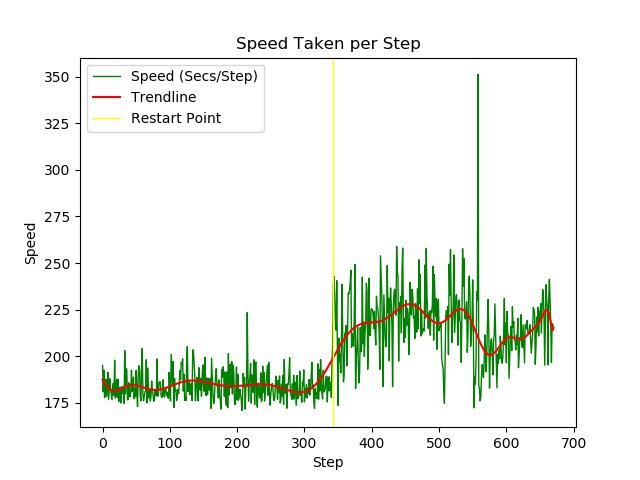 Speed Taken per Step
Speed (Secs/Step)
Trendline
Restart Point
350
325
300
275
250
225
200
175
Speed
0 100 200 300 400 500 600 700
Step